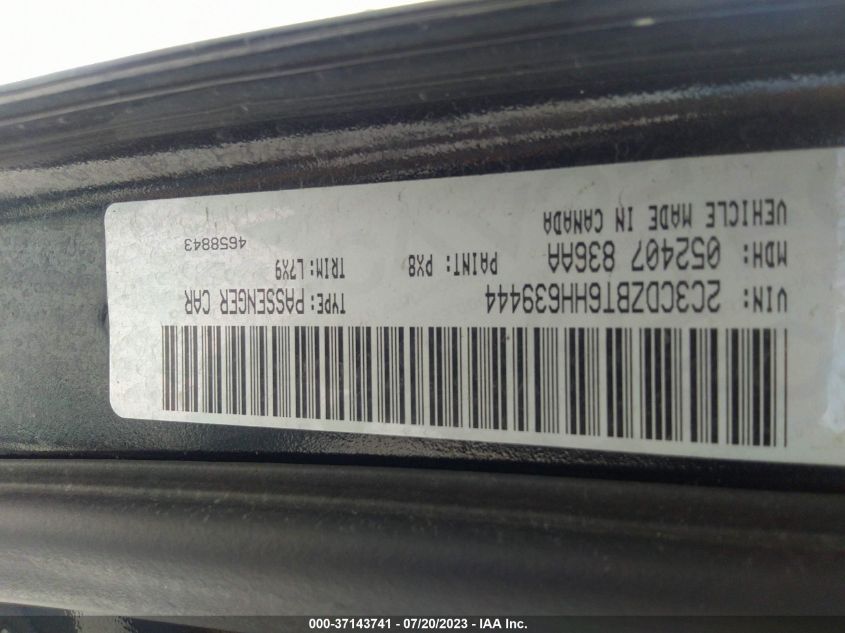 VIN: 2C3CDZBT6HH639444 TYPE: PASSENGER CAR
MDH: 052407 836AA PAINT: PX8 TRIM: L7X9
VEHICLE MADE IN CANADA 4658843
000-37143741 - 07/20/2023 - IAA Inc.